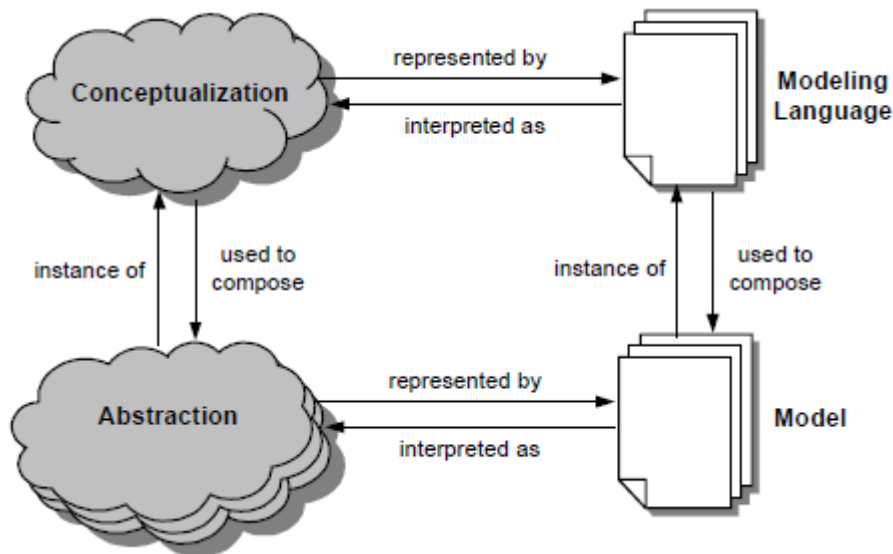 represented by
Conceptualization
Modeling
Language
interpreted as
instance of
used to
compose
instance of
used to
compose
represented by
Abstraction
Model
interpreted as